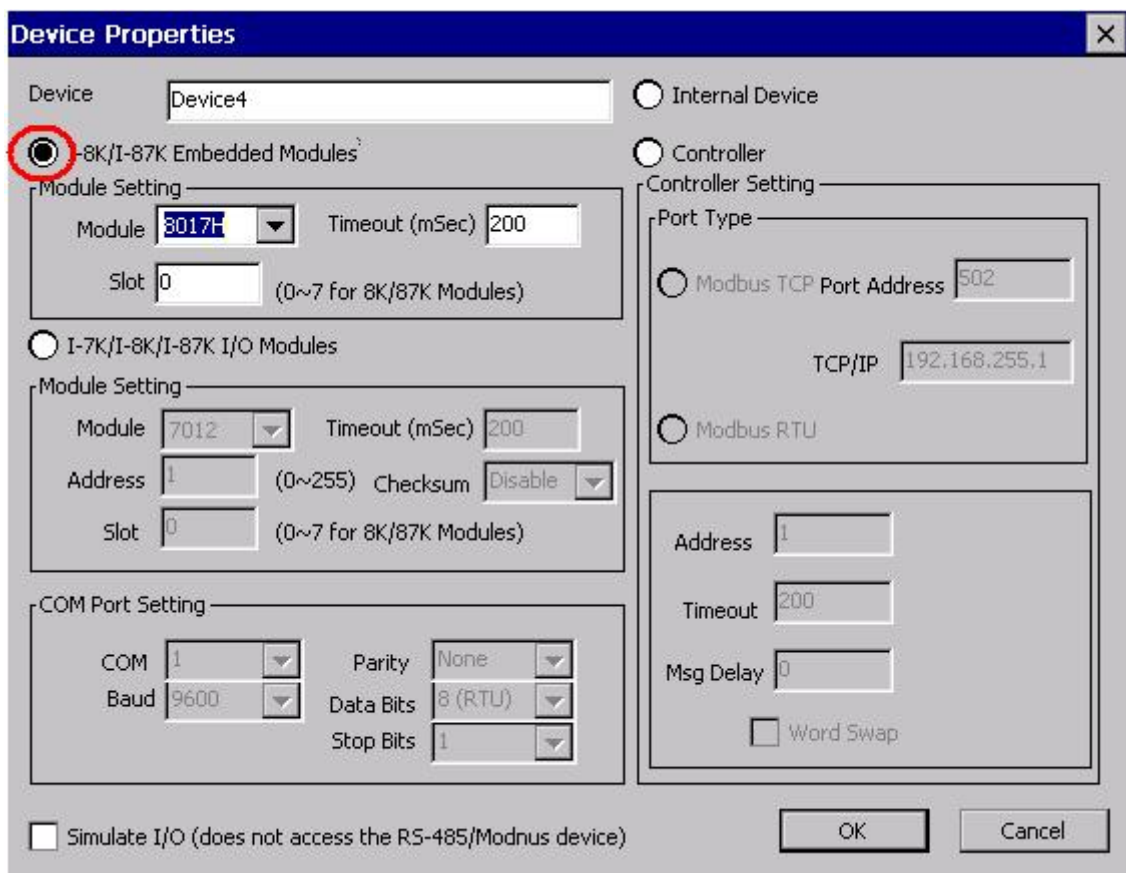 Device Properties
Device Device4
I-8K/I-87K Embedded Modules
Module Setting
Module 8017H Timeout (mSec) 200
Slot 0 (0~7 for 8K/87K Modules)
I-7K/I-8K/I-87K I/O Modules
Module Setting
Module 7012 Timeout (mSec) 200
Address 1 (0~255) Checksum Disable
Slot 0 (0~7 for 8K/87K Modules)
COM Port Setting
COM 1 Parity None
Baud 9600 Data Bits 8 (RTU)
Stop Bits 1
Simulate I/O (does not access the RS-485/Modnus device)
Internal Device
Controller
Controller Setting
Port Type
Modbus TCP Port Address 502
TCP/IP 192.168.255.1
Modbus RTU
Address 1
Timeout 200
Msg Delay 0
Word Swap
OK Cancel